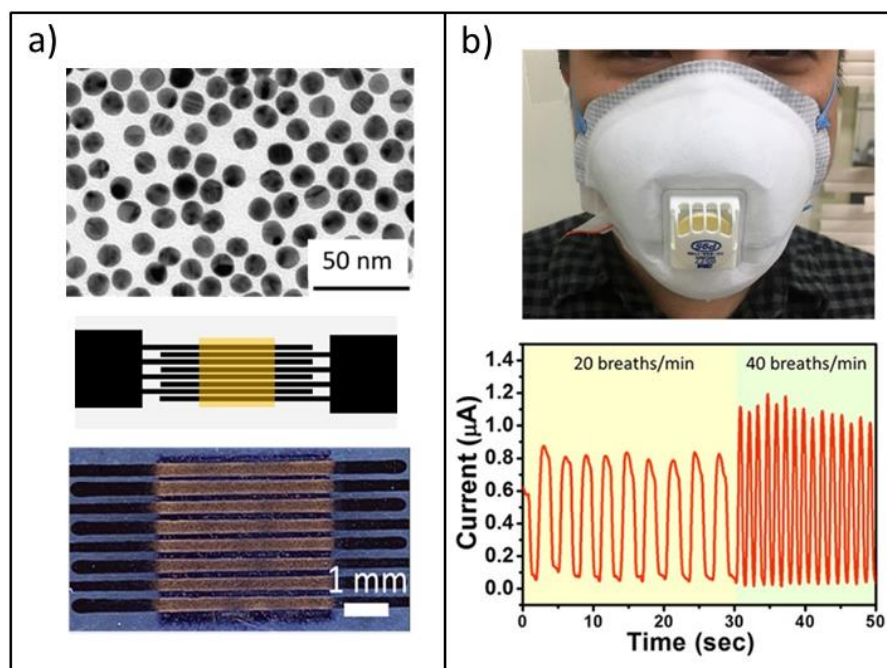 a)
50 nm
1 mm
b)
20 breaths/min
40 breaths/min
1.4
1.2
1.0
0.8
0.6
0.4
0.2
0.0
Current (μA)
0
10
20
30
40
50
Time (sec)